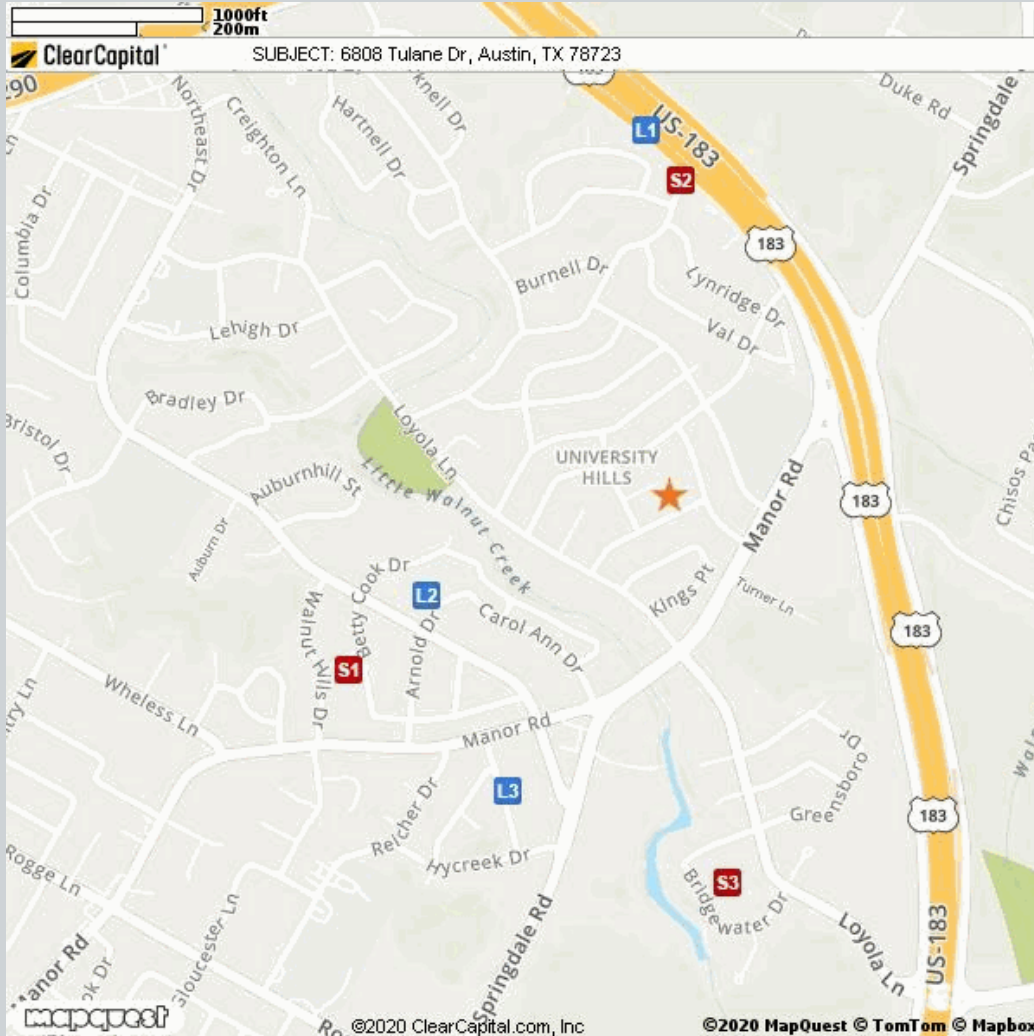 1000ft
200m
ClearCapital
SUBJECT: 6808 Tulane Dr, Austin, TX 78723
290
183
Northeast Dr
Creighton Ln
Hartnell Dr
Duke Rd
Springdale
US-183
L1
S2
183
Columbia Dr
Burnell Dr
Lynridge Dr
Val Dr
Lehigh Dr
Bradley Dr
Loyola Ln
Bristol Dr
UNIVERSITY
HILLS
Manor Rd
183
Auburnhill St
Little Walnut Creek
Auburn Dr
Chisos Pa
Betty Cook Dr
L2
Kings Pt
Turner Ln
Walnut Hills Dr
Arnold Dr
Carol Ann Dr
183
S1
Wheless Ln
Manor Rd
L3
Reicher Dr
Greensboro Dr
183
Hycreek Dr
Rogge Ln
S3
Bridgewater Dr
Gloucester Ln
Springdale Rd
Loyola Ln
US-183
Manor Rd
mapquest
©2020 ClearCapital.com, Inc
©2020 MapQuest © TomTom © Mapbo